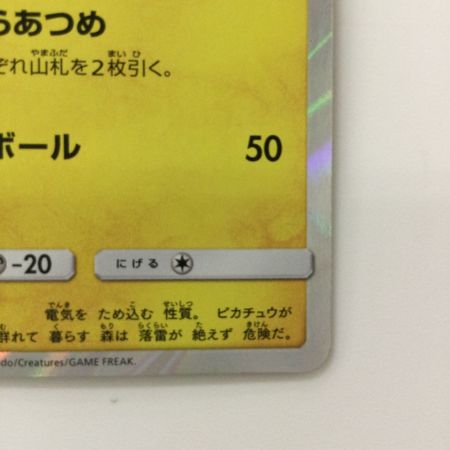 らあつめ
ぞれ山札を2枚引く。
ボール 50
-20 にげる
電気を ため込む 性質。 ピカチュウが
群れて 暮らす 森は 落雷が 絶えず 危険だ。
do/Creatures/GAME FREAK.